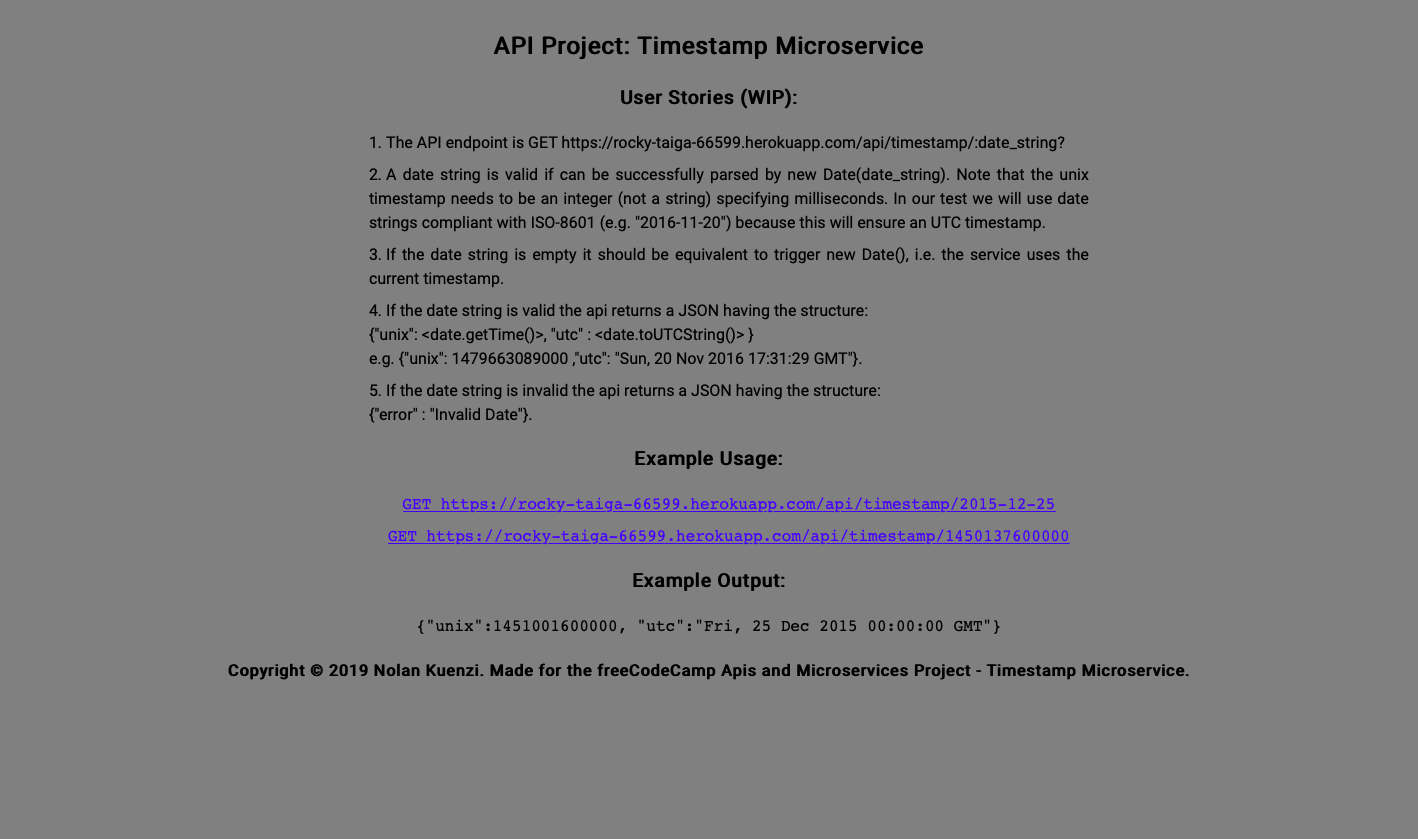 API Project: Timestamp Microservice
User Stories (WIP):
1. The API endpoint is GET https://rocky-taiga-66599.herokuapp.com/api/timestamp/:date_string?
2. A date string is valid if can be successfully parsed by new Date(date_string). Note that the unix
timestamp needs to be an integer (not a string) specifying milliseconds. In our test we will use date
strings compliant with ISO-8601 (e.g. "2016-11-20") because this will ensure an UTC timestamp.
3. If the date string is empty it should be equivalent to trigger new Date(), i.e. the service uses the
current timestamp.
4. If the date string is valid the api returns a JSON having the structure:
{"unix": <date.getTime()>, "utc" : <date.toUTCString()> }
e.g. {"unix": 1479663089000 ,"utc": "Sun, 20 Nov 2016 17:31:29 GMT"}.
5. If the date string is invalid the api returns a JSON having the structure:
{"error" : "Invalid Date"}.
Example Usage:
GET https://rocky-taiga-66599.herokuapp.com/api/timestamp/2015-12-25
GET https://rocky-taiga-66599.herokuapp.com/api/timestamp/1450137600000
Example Output:
{"unix":1451001600000, "utc":"Fri, 25 Dec 2015 00:00:00 GMT"}
Copyright © 2019 Nolan Kuenzi. Made for the freeCodeCamp Apis and Microservices Project - Timestamp Microservice.